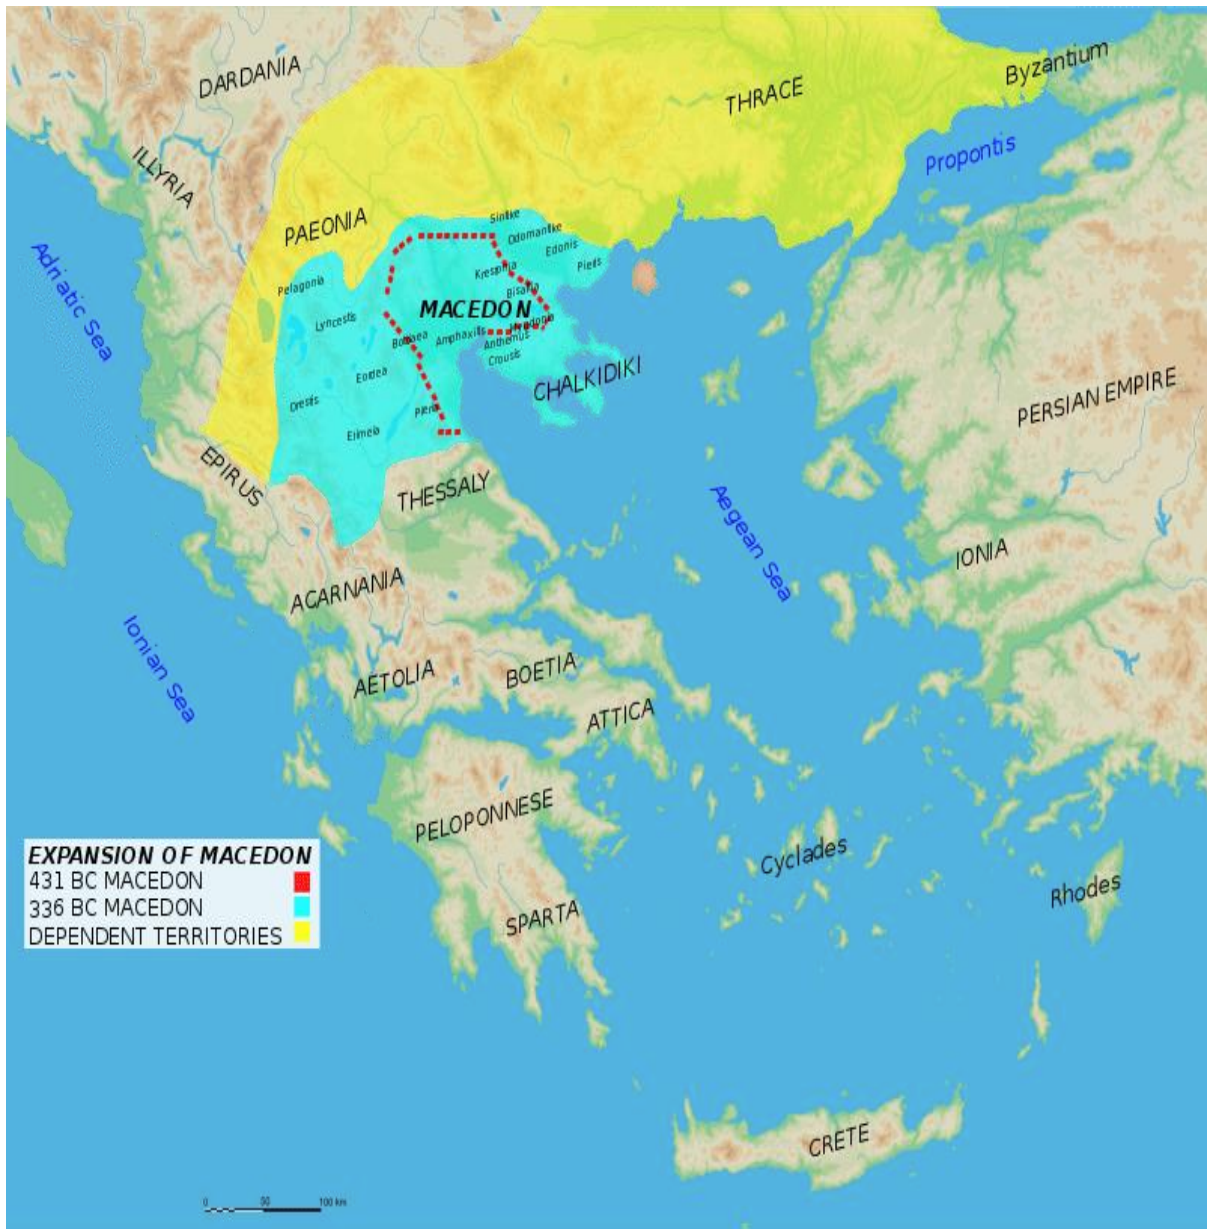 DARDANIA
THRACE
Byzantium
ILLYRIA
Propontis
PAEONIA
Sintike
Odomantike
Edonis
Pieris
Adriatic Sea
Pelagonia
Bisaltia
MACEDON
Lyncestis
Bottiaea
Amphaxitis
Mygdonia
Anthemus
Crousis
Eordea
CHALKIDIKI
Orestis
Pieria
PERSIAN EMPIRE
Elimeia
EPIRUS
THESSALY
Aegean Sea
IONIA
ACARNANIA
Ionian Sea
AETOLIA
BOETIA
ATTICA
PELOPONNESE
Cyclades
Rhodes
SPARTA
EXPANSION OF MACEDON
431 BC MACEDON
336 BC MACEDON
DEPENDENT TERRITORIES
CRETE
0 50 100 km